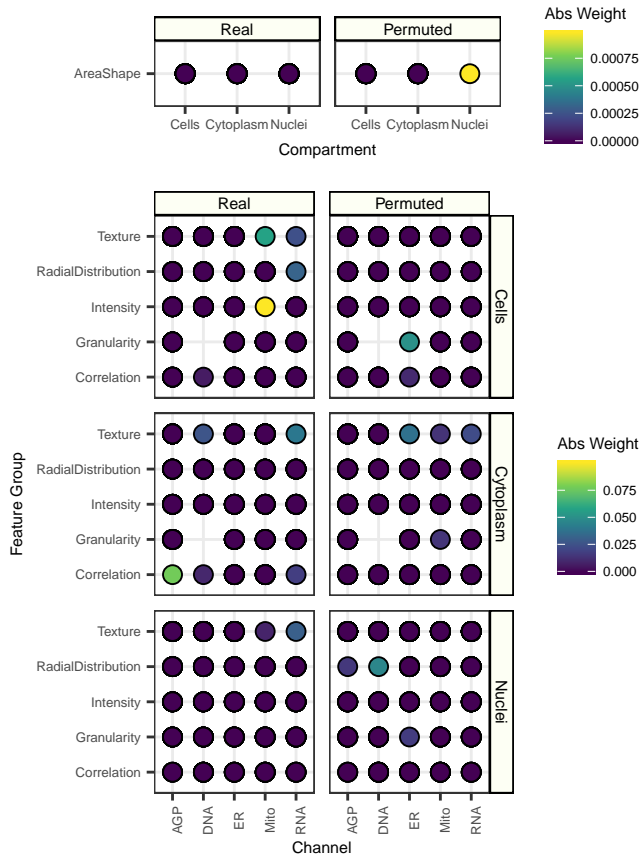 Abs Weight
Real
Permuted
0.00075
0.00050
0.00025
0.00000
AreaShape
Cells
Cytoplasm
Nuclei
Cells
Cytoplasm
Nuclei
Compartment
Real
Permuted
Texture
RadialDistribution
Intensity
Granularity
Correlation
Cells
Texture
RadialDistribution
Intensity
Granularity
Correlation
Cytoplasm
Abs Weight
0.075
0.050
0.025
0.000
Feature Group
Texture
RadialDistribution
Intensity
Granularity
Correlation
Nuclei
AGP
DNA
ER
Mito
RNA
AGP
DNA
ER
Mito
RNA
Channel